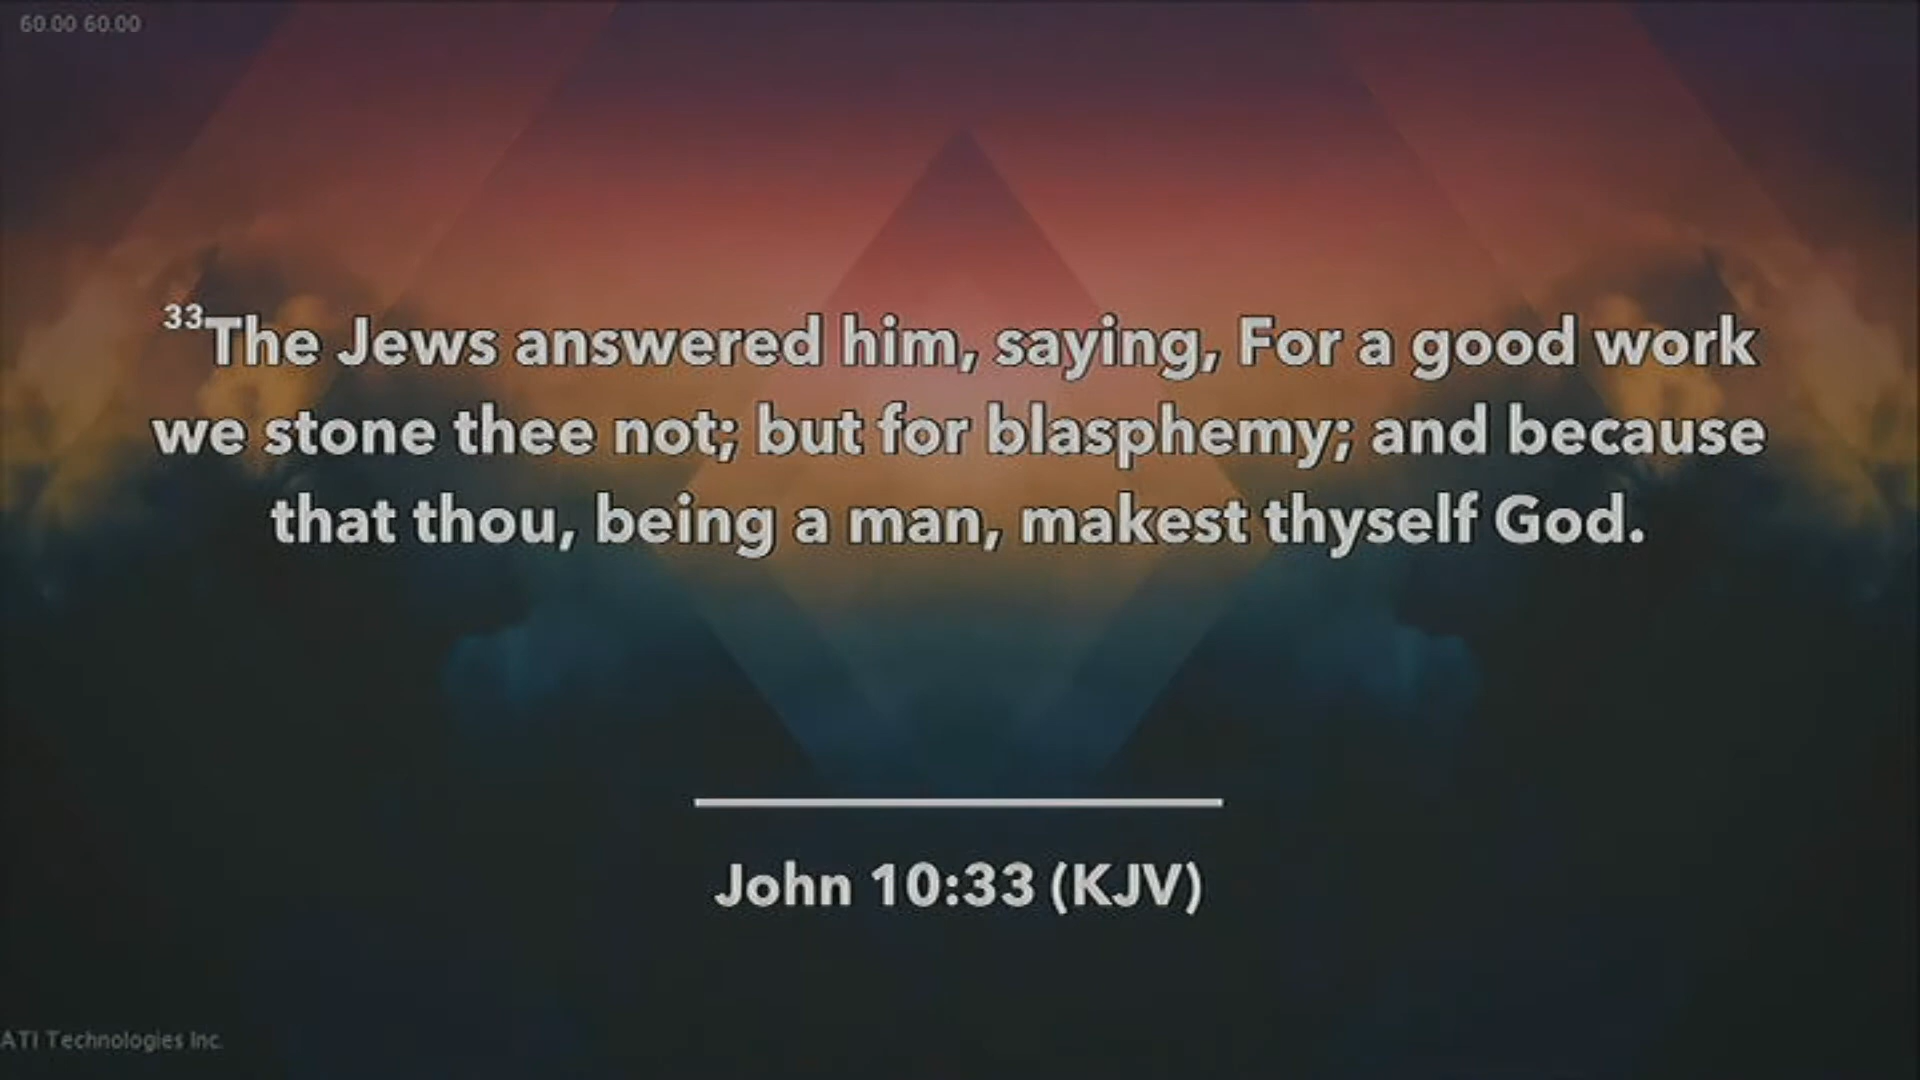 60.00 60.00
33The Jews answered him, saying, For a good work
we stone thee not; but for blasphemy; and because
that thou, being a man, makest thyself God.
John 10:33 (KJV)
ATI Technologies Inc.